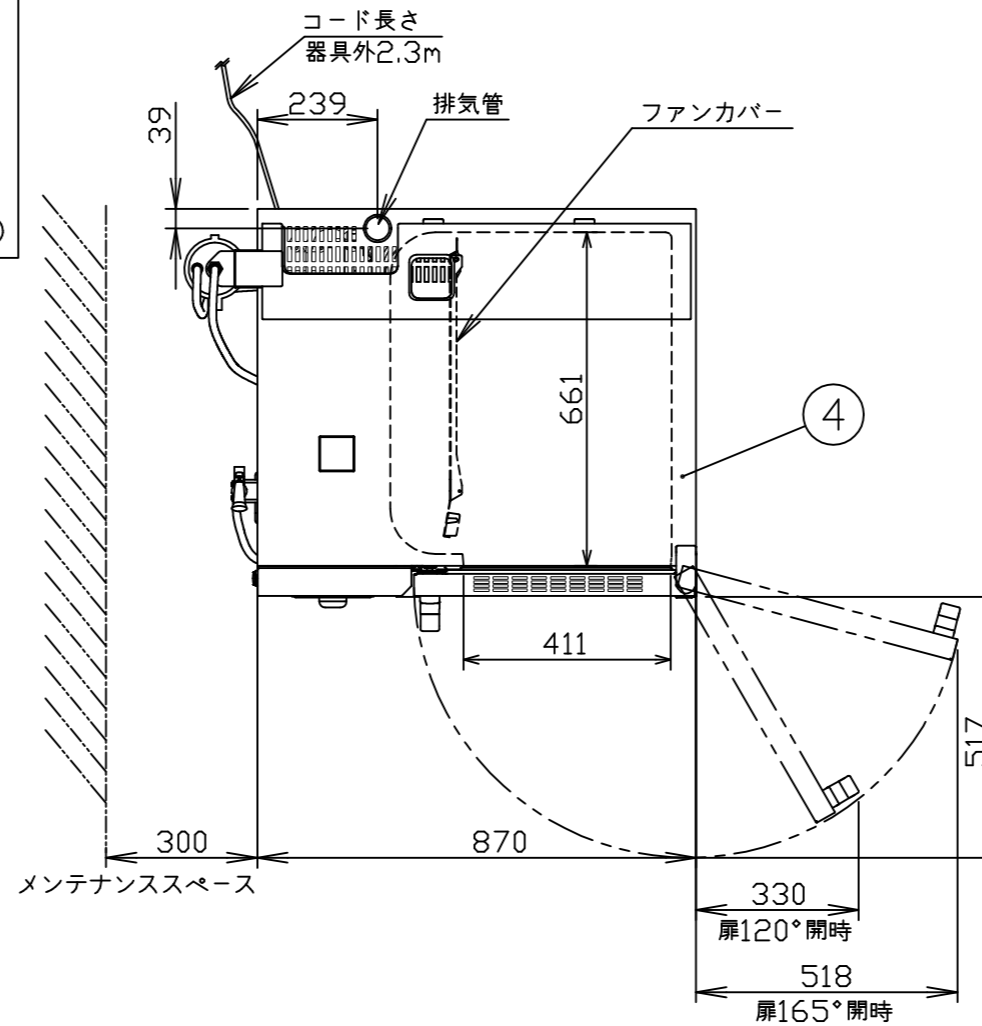 コード長さ
器具外2.3m
239
排気管
ファンカバー
39
661
4
411
517
300
870
メンテナンススペース
330
扉120°開時
518
扉165°開時